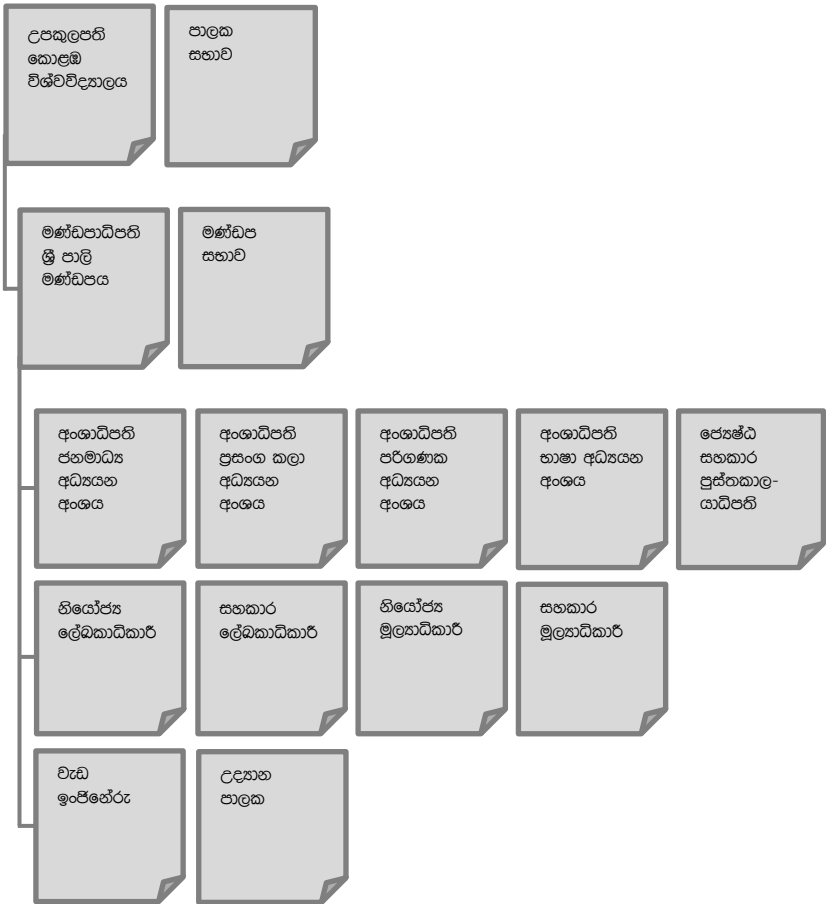 උපකුලපති
කොළඹ
විශ්වවිද්‍යාලය
පාලක
සභාව
මණ්ඩපාධිපති
ශ්‍රී පාලි
මණ්ඩපය
මණ්ඩප
සභාව
අංශාධිපති
ජනමාධ්‍ය
අධ්‍යයන
අංශය
අංශාධිපති
ප්‍රසංග කලා
අධ්‍යයන
අංශය
අංශාධිපති
පරිගණක
අධ්‍යයන
අංශය
අංශාධිපති
භාෂා අධ්‍යයන
අංශය
ජ්‍යෙෂ්ඨ
සහකාර
පුස්තකාල-
යාධිපති
නියෝජ්‍ය
ලේඛකාධිකාරී
සහකාර
ලේඛකාධිකාරී
නියෝජ්‍ය
මූල්‍යාධිකාරී
සහකාර
මූල්‍යාධිකාරී
වැඩ
ඉංජිනේරු
උද්‍යාන
පාලක